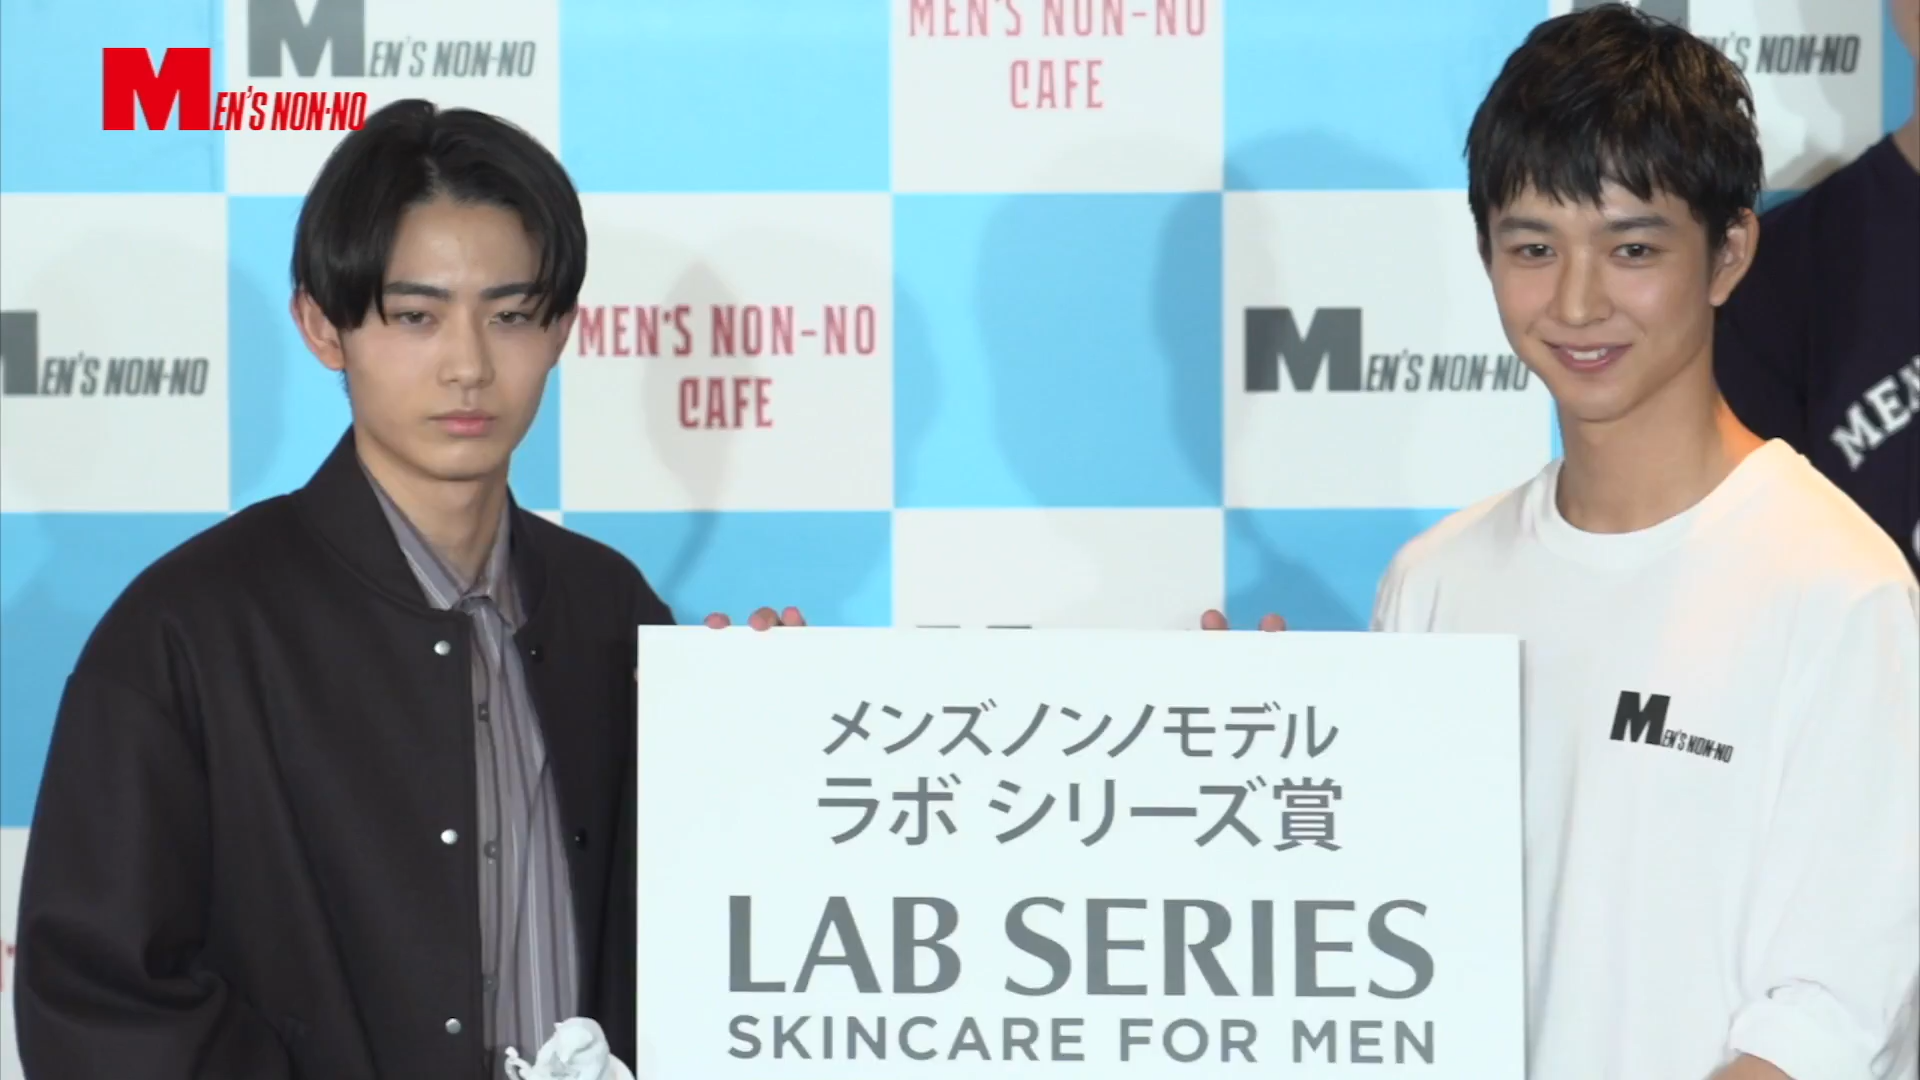 MEN'S NON-NO
MEN'S NON-NO
MEN'S NON-NO
CAFE
'S NON-NO
MEN'S NON-NO
MEN'S NON-NO
CAFE
MEN'S NON-NO
メンズノンノモデル
ラボ シリーズ賞
LAB SERIES
SKINCARE FOR MEN
MEN'S NON-NO